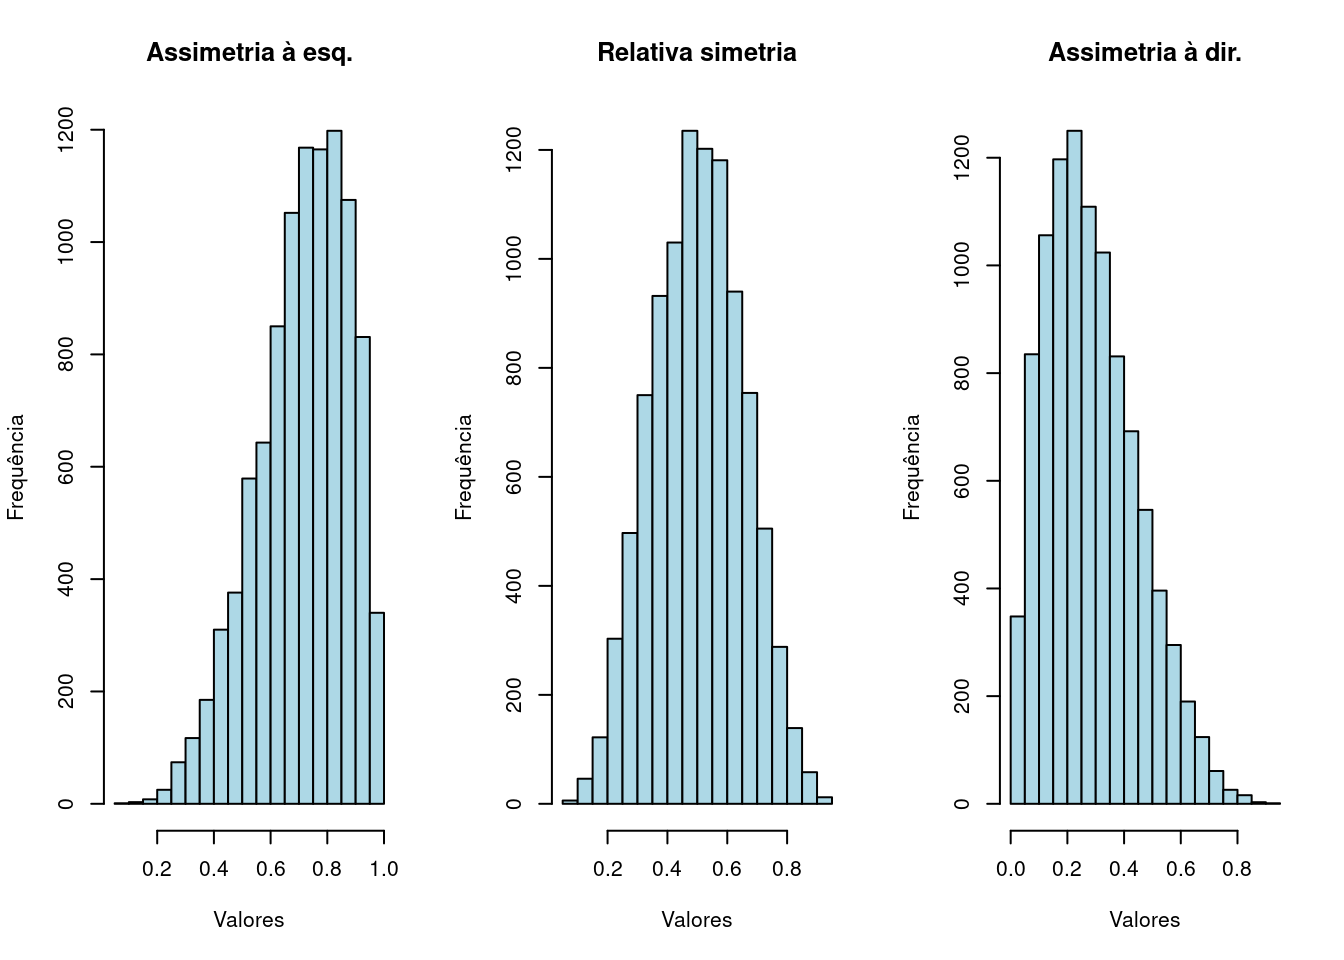 Assimetria à esq.
Frequência
1200
1000
800
600
400
200
0
0.2 0.4 0.6 0.8 1.0
Valores
Relativa simetria
Frequência
1200
1000
800
600
400
200
0
0.2 0.4 0.6 0.8
Valores
Assimetria à dir.
Frequência
1200
1000
800
600
400
200
0
0.0 0.2 0.4 0.6 0.8
Valores